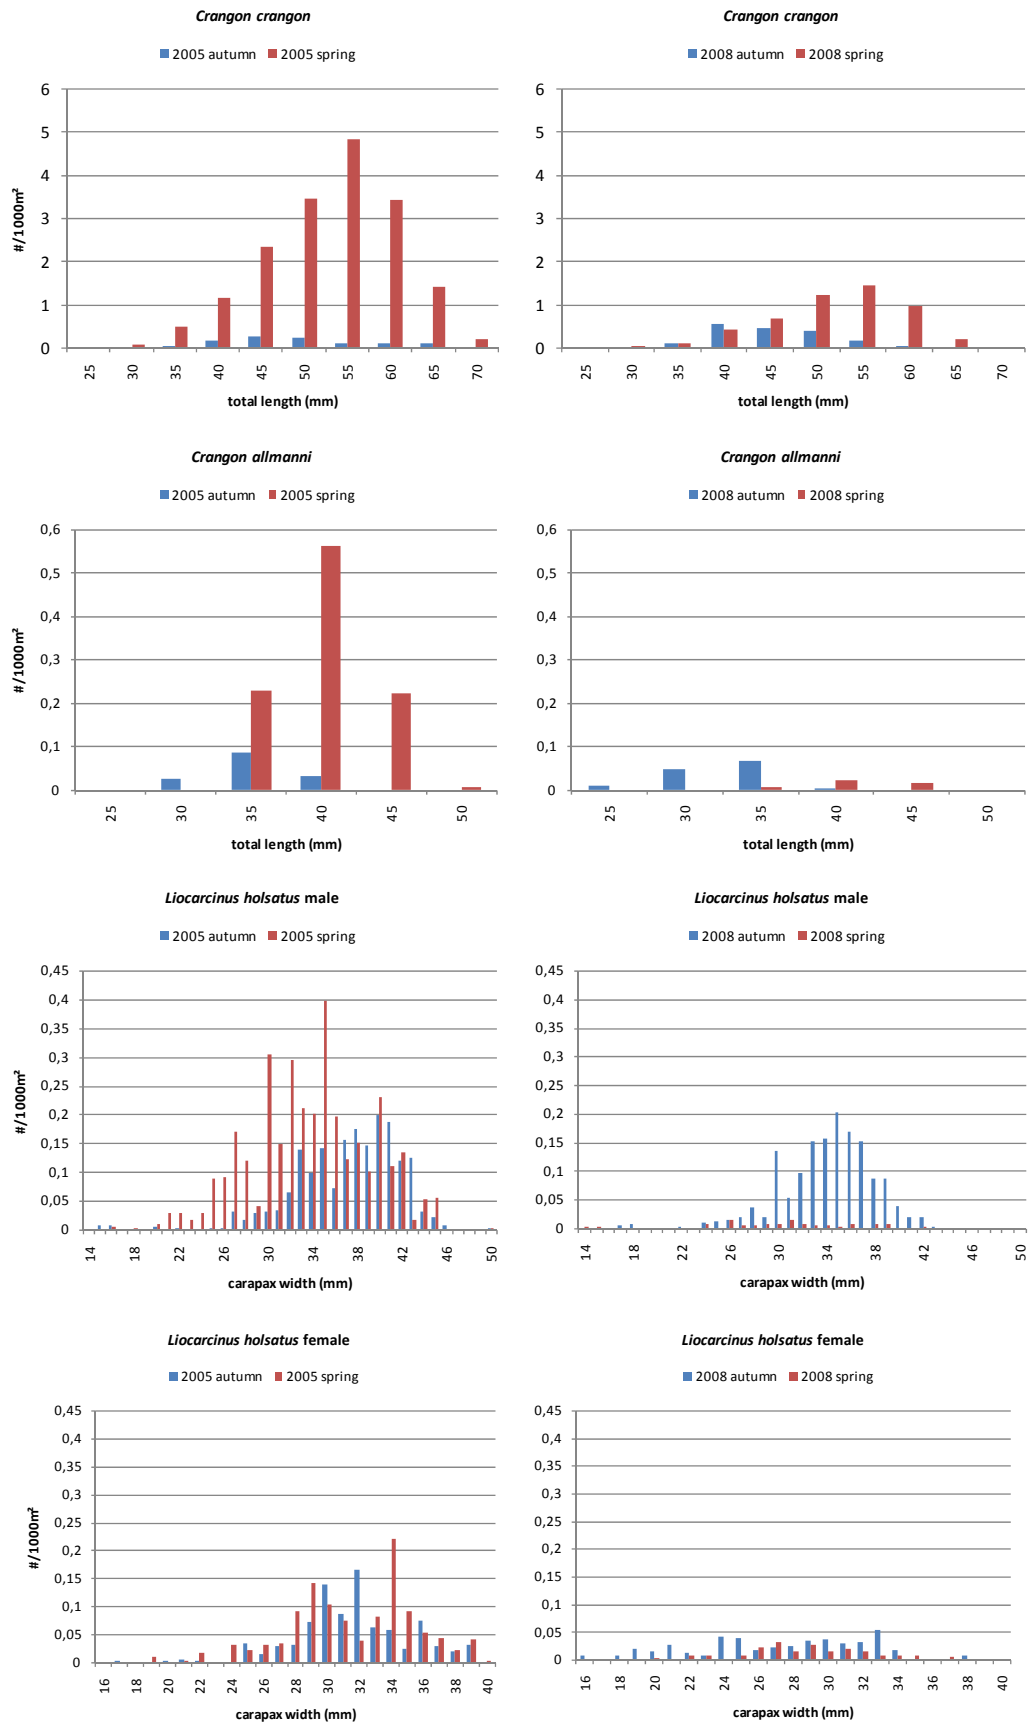 Crangon crangon
2005 autumn 2005 spring
6
5
4
3
2
1
0
#/1000m²
25 30 35 40 45 50 55 60 65 70
total length (mm)
Crangon crangon
2008 autumn 2008 spring
6
5
4
3
2
1
0
25 30 35 40 45 50 55 60 65 70
total length (mm)
Crangon allmanni
2005 autumn 2005 spring
0,6
0,5
0,4
0,3
0,2
0,1
0
#/1000m²
25 30 35 40 45 50
total length (mm)
Crangon allmanni
2008 autumn 2008 spring
0,6
0,5
0,4
0,3
0,2
0,1
0
25 30 35 40 45 50
total length (mm)
Liocarcinus holsatus male
2005 autumn 2005 spring
0,45
0,4
0,35
0,3
0,25
0,2
0,15
0,1
0,05
0
#/1000m²
14 16 18 20 22 24 26 28 30 32 34 36 38 40 42 44 46 50
carapax width (mm)
Liocarcinus holsatus male
2008 autumn 2008 spring
0,45
0,4
0,35
0,3
0,25
0,2
0,15
0,1
0,05
0
14 16 18 22 24 26 28 30 32 34 36 38 40 42 46 50
carapax width (mm)
Liocarcinus holsatus female
2005 autumn 2005 spring
0,45
0,4
0,35
0,3
0,25
0,2
0,15
0,1
0,05
0
#/1000m²
16 18 20 22 24 26 28 30 32 34 36 38 40
carapax width (mm)
Liocarcinus holsatus female
2008 autumn 2008 spring
0,45
0,4
0,35
0,3
0,25
0,2
0,15
0,1
0,05
0
16 18 20 22 24 26 28 30 32 34 36 38 40
carapax width (mm)